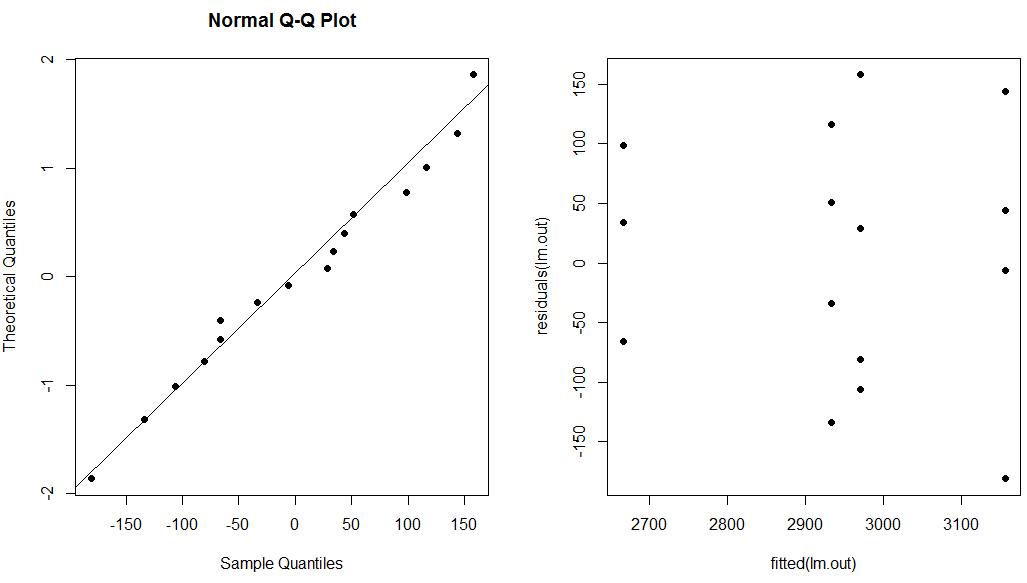 Normal Q-Q Plot
Theoretical Quantiles
-2 -1 0 1 2
-150 -100 -50 0 50 100 150
Sample Quantiles
residuals(lm.out)
-150 -100 -50 0 50 100 150
2700 2800 2900 3000 3100
fitted(lm.out)